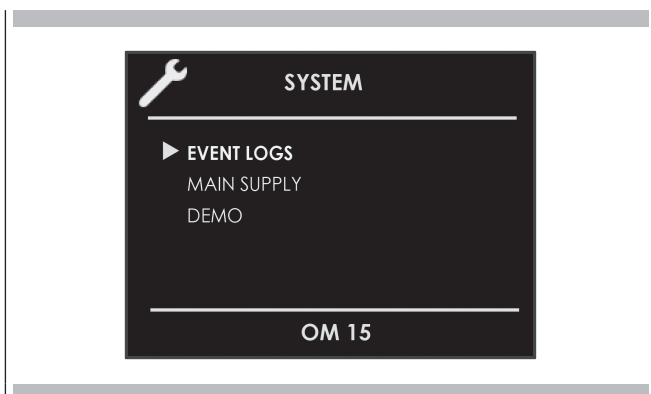 SYSTEM
EVENT LOGS
MAIN SUPPLY
DEMO
OM 15